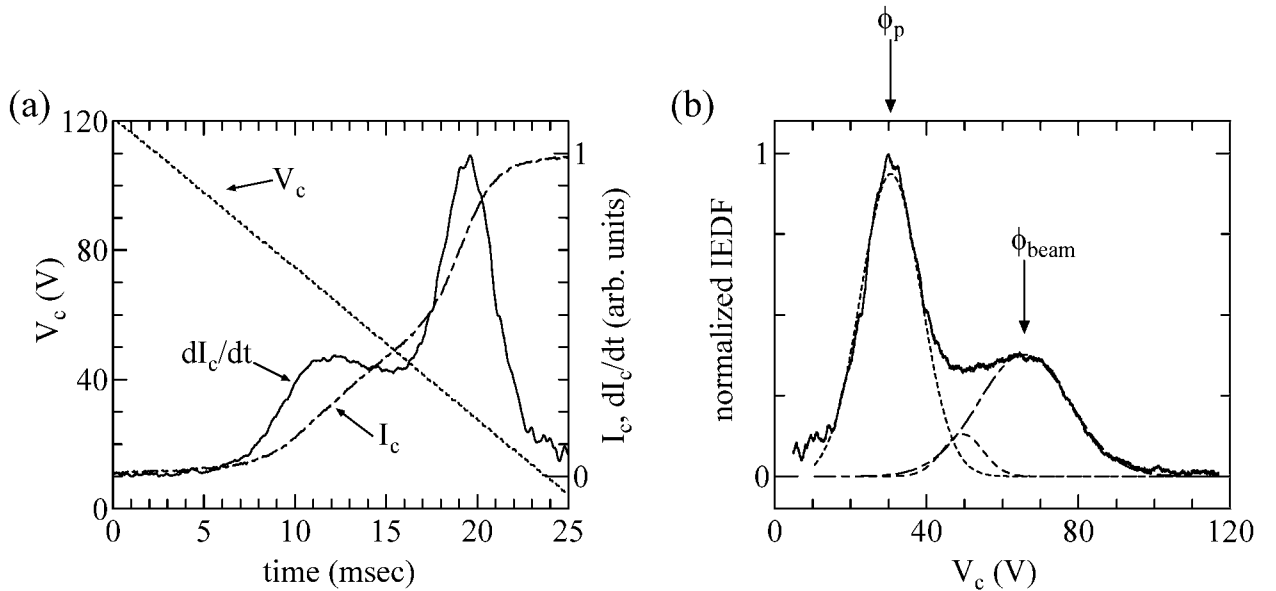 (a)
120
80
40
0
V_c (V)
V_c
dI_c/dt
I_c
1
0
I_c, dI_c/dt (arb. units)
0 5 10 15 20 25
time (msec)
(b)
ϕ_p
ϕ_beam
1
0
normalized IEDF
0 40 80 120
V_c (V)